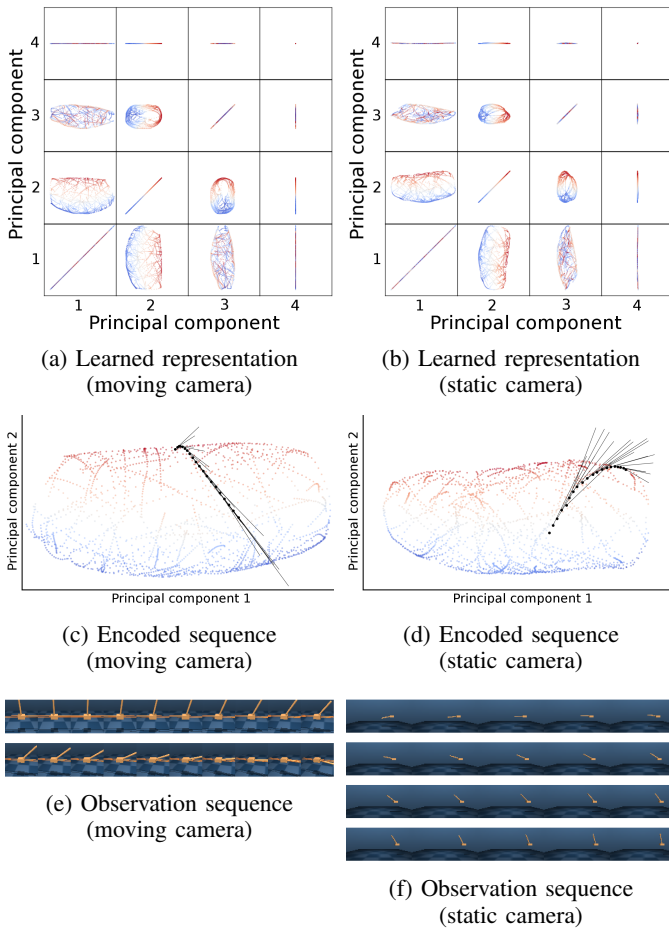 Principal component
4
3
2
1
1 2 3 4
Principal component
(a) Learned representation
(moving camera)
Principal component
4
3
2
1
1 2 3 4
Principal component
(b) Learned representation
(static camera)
Principal component 2
Principal component 1
(c) Encoded sequence
(moving camera)
Principal component 2
Principal component 1
(d) Encoded sequence
(static camera)
(e) Observation sequence
(moving camera)
(f) Observation sequence
(static camera)